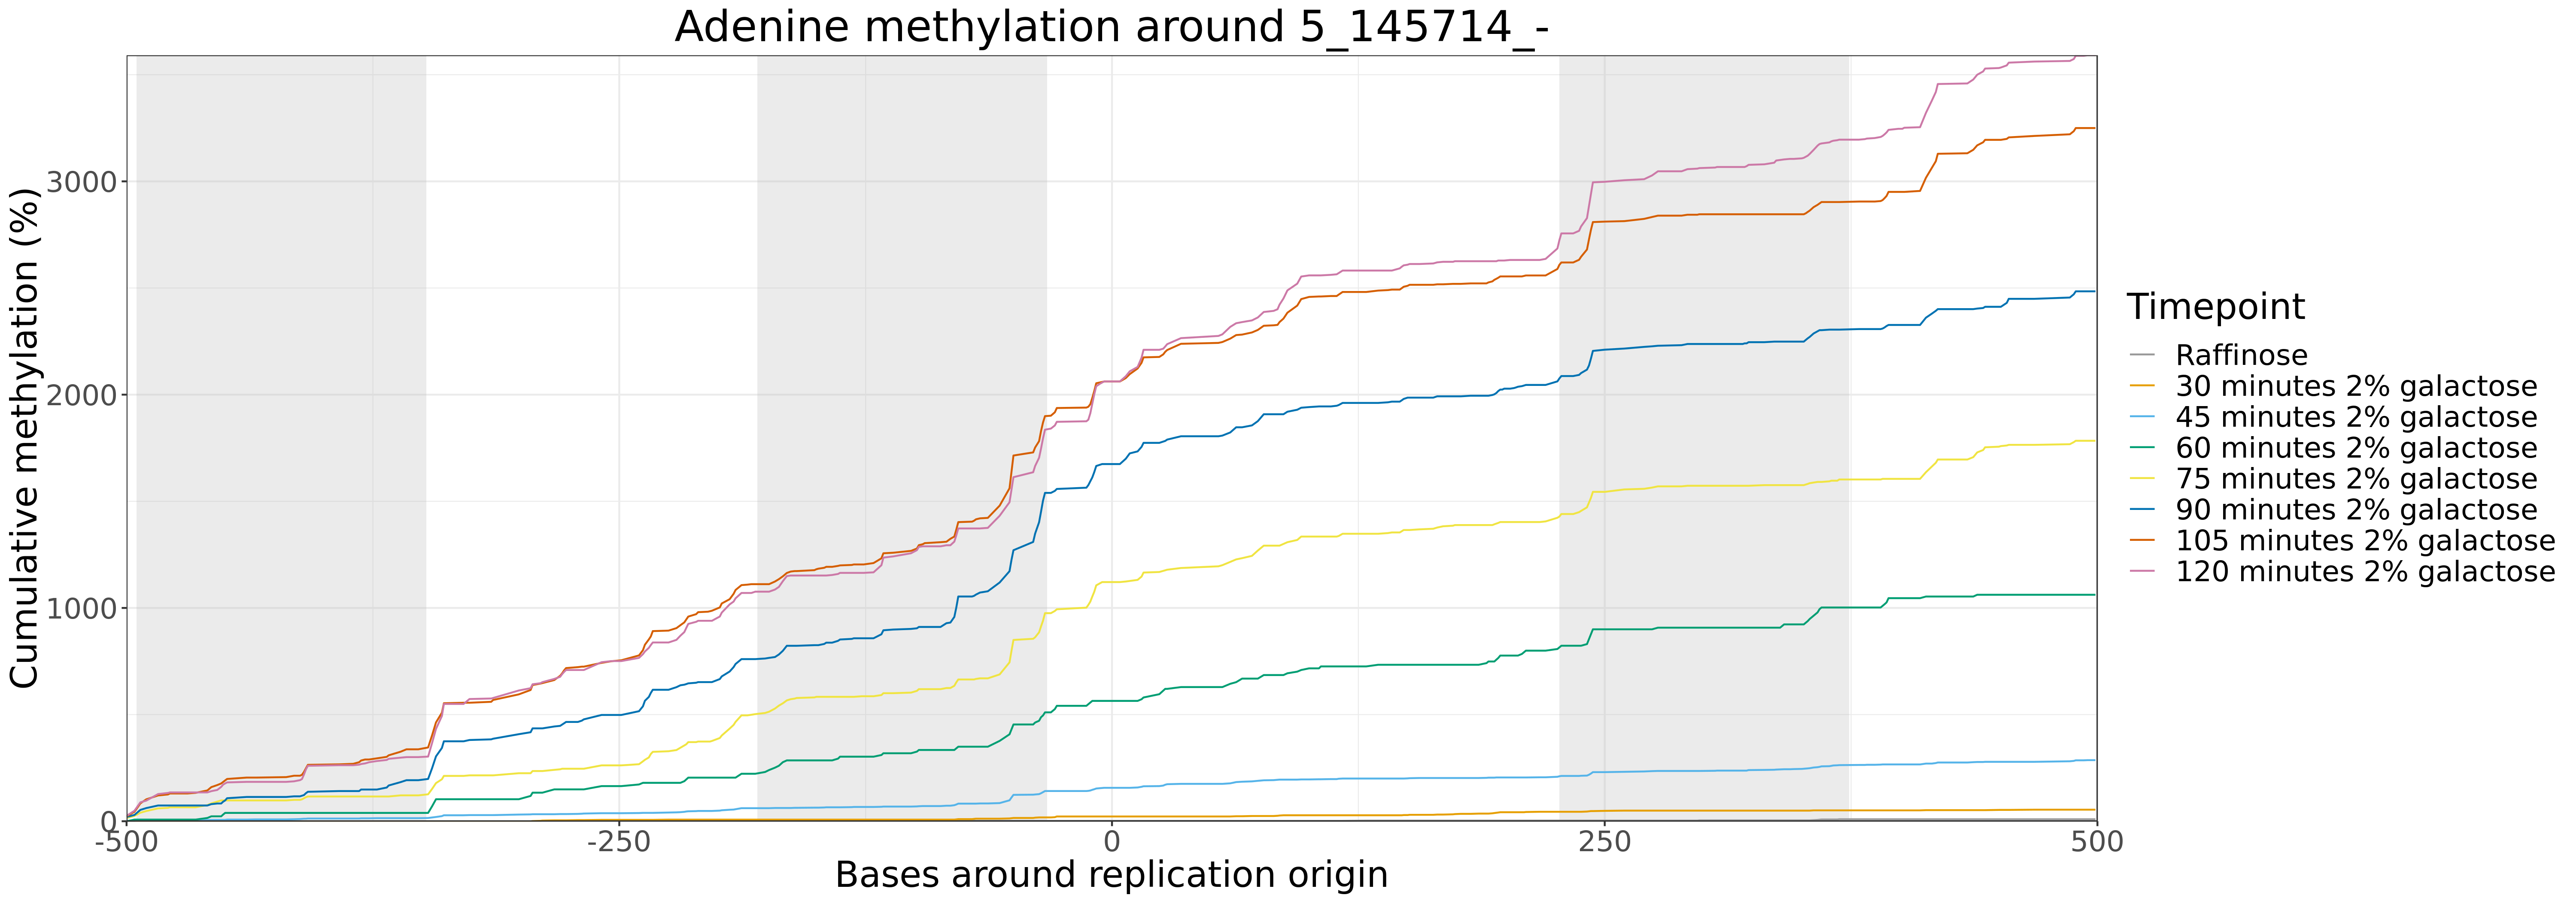 Adenine methylation around 5_145714_-
Cumulative methylation (%)
3000
2000
1000
0
-500
-250
0
250
500
Bases around replication origin
Timepoint
Raffinose
30 minutes 2% galactose
45 minutes 2% galactose
60 minutes 2% galactose
75 minutes 2% galactose
90 minutes 2% galactose
105 minutes 2% galactose
120 minutes 2% galactose